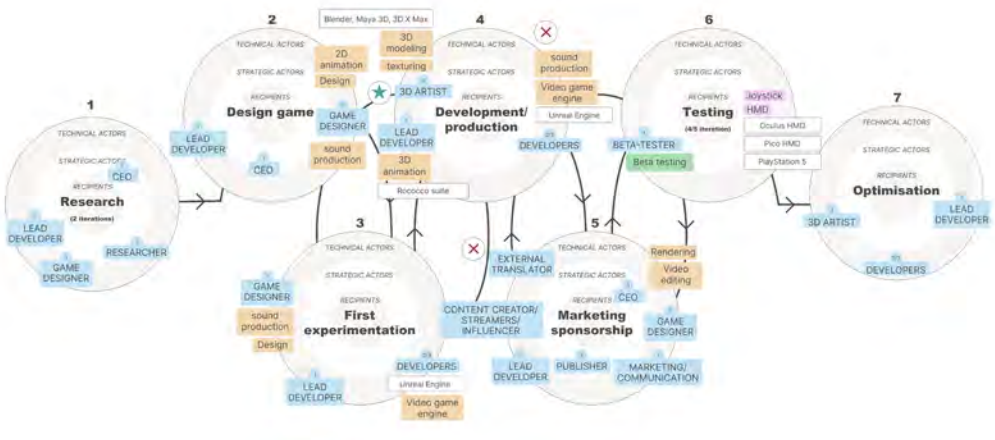 1
TECHNICAL ACTORS
STRATEGIC ACTORS
CEO
RECIPIENTS
Research
(2 iterations)
LEAD
DEVELOPER
RESEARCHER
GAME
DESIGNER
2
TECHNICAL ACTORS
2D
animation
STRATEGIC ACTORS
Design
RECIPIENTS
Design game
GAME
DESIGNER
LEAD
DEVELOPER
sound
production
CEO
Blender, Maya 3D, 3D X Max
3
TECHNICAL ACTORS
STRATEGIC ACTORS
RECIPIENTS
First
experimentation
GAME
DESIGNER
sound
production
Design
LEAD
DEVELOPER
DEVELOPERS
Unreal Engine
Video game
engine
4
3D
modeling
texturing
TECHNICAL ACTORS
STRATEGIC ACTORS
3D ARTIST
RECIPIENTS
Development/
production
LEAD
DEVELOPER
3D
animation
Rococco suite
sound
production
Video game
engine
Unreal Engine
DEVELOPERS
CONTENT CREATOR/
STREAMERS/
INFLUENCER
EXTERNAL
TRANSLATOR
5
TECHNICAL ACTORS
STRATEGIC ACTORS
RECIPIENTS
CEO
Marketing
sponsorship
Rendering
Video
editing
GAME
DESIGNER
LEAD
DEVELOPER
PUBLISHER
MARKETING/
COMMUNICATION
6
TECHNICAL ACTORS
STRATEGIC ACTORS
RECIPIENTS
Testing
(4/5 iteration)
Joystick
HMD
Oculus HMD
Pico HMD
PlayStation 5
BETA-TESTER
Beta testing
7
TECHNICAL ACTORS
STRATEGIC ACTORS
RECIPIENTS
Optimisation
3D ARTIST
LEAD
DEVELOPER
DEVELOPERS